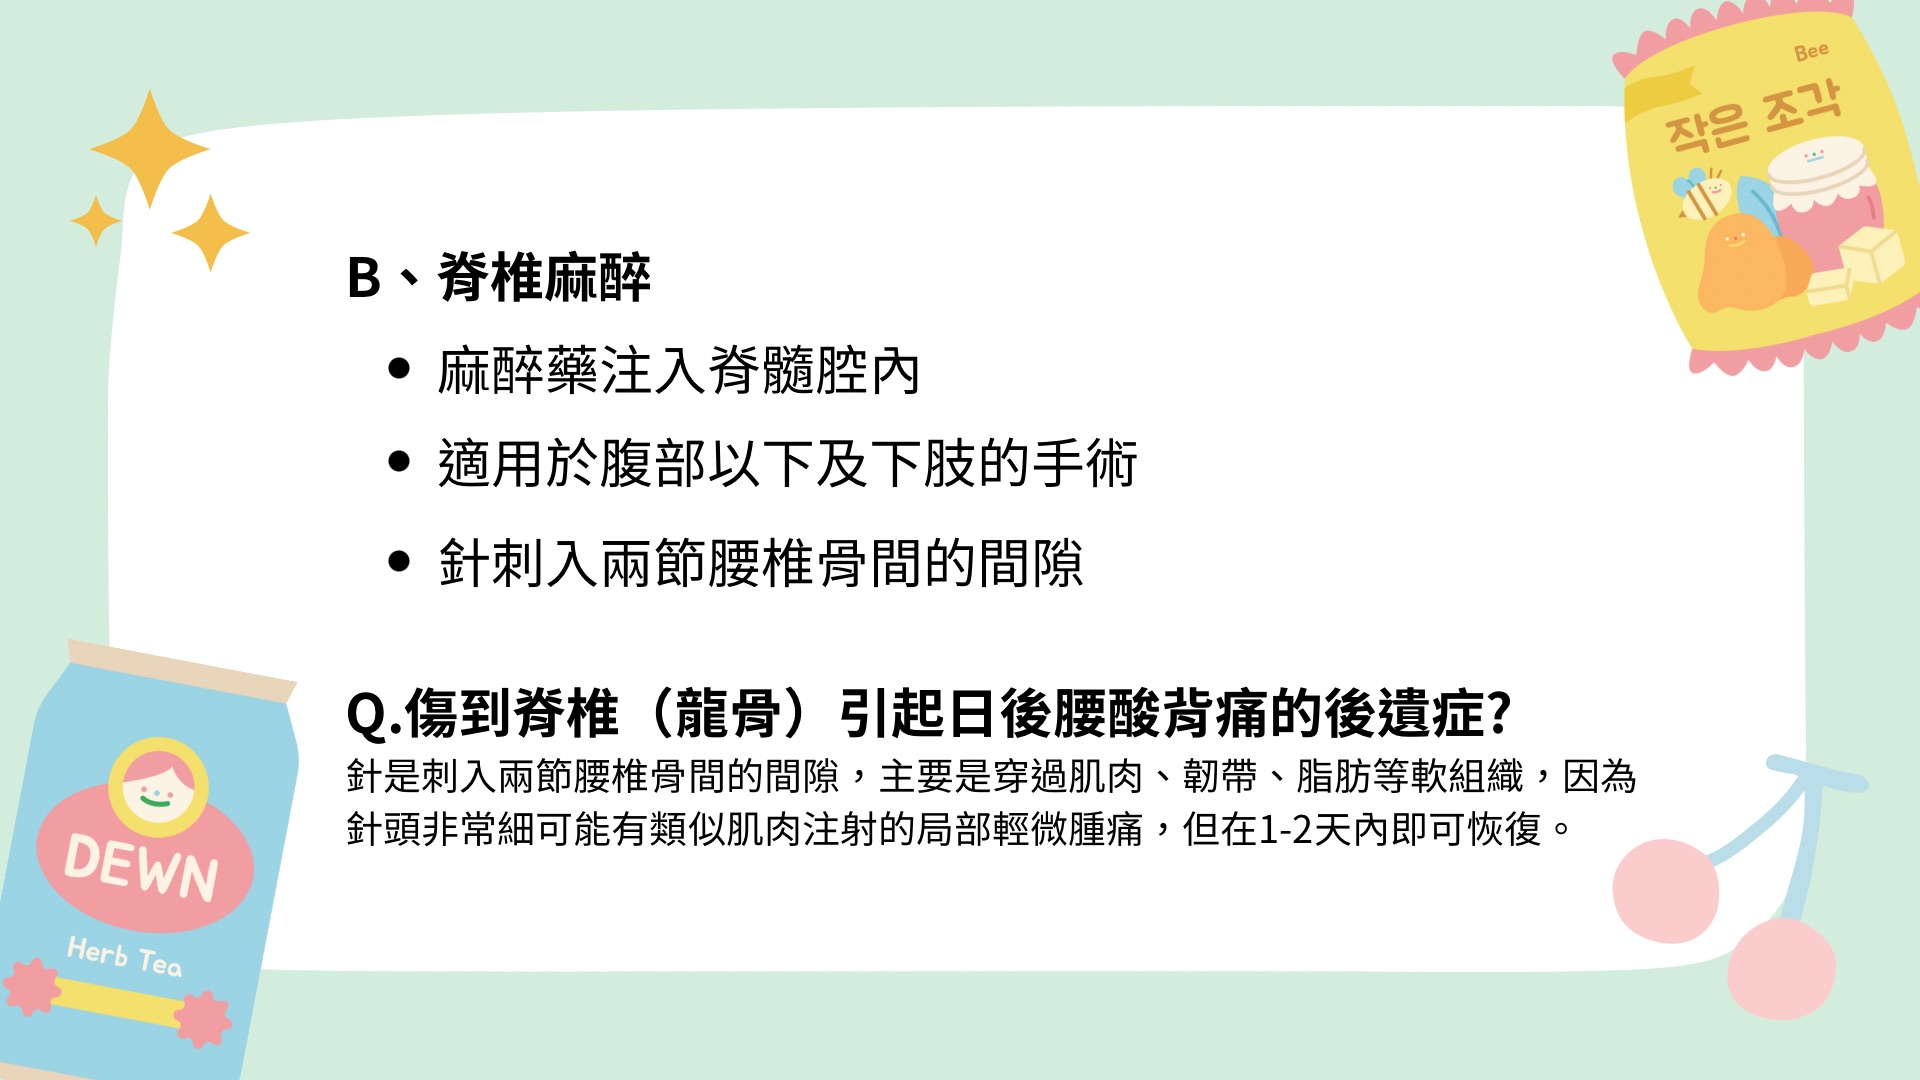 Bee
작은 조각
B、脊椎麻醉
• 麻醉藥注入脊髓腔內
• 適用於腹部以下及下肢的手術
• 針刺入兩節腰椎骨間的間隙
Q.傷到脊椎（龍骨）引起日後腰酸背痛的後遺症?
針是刺入兩節腰椎骨間的間隙，主要是穿過肌肉、韌帶、脂肪等軟組織，因為
針頭非常細可能有類似肌肉注射的局部輕微腫痛，但在1-2天內即可恢復。
DEWN
Herb Tea